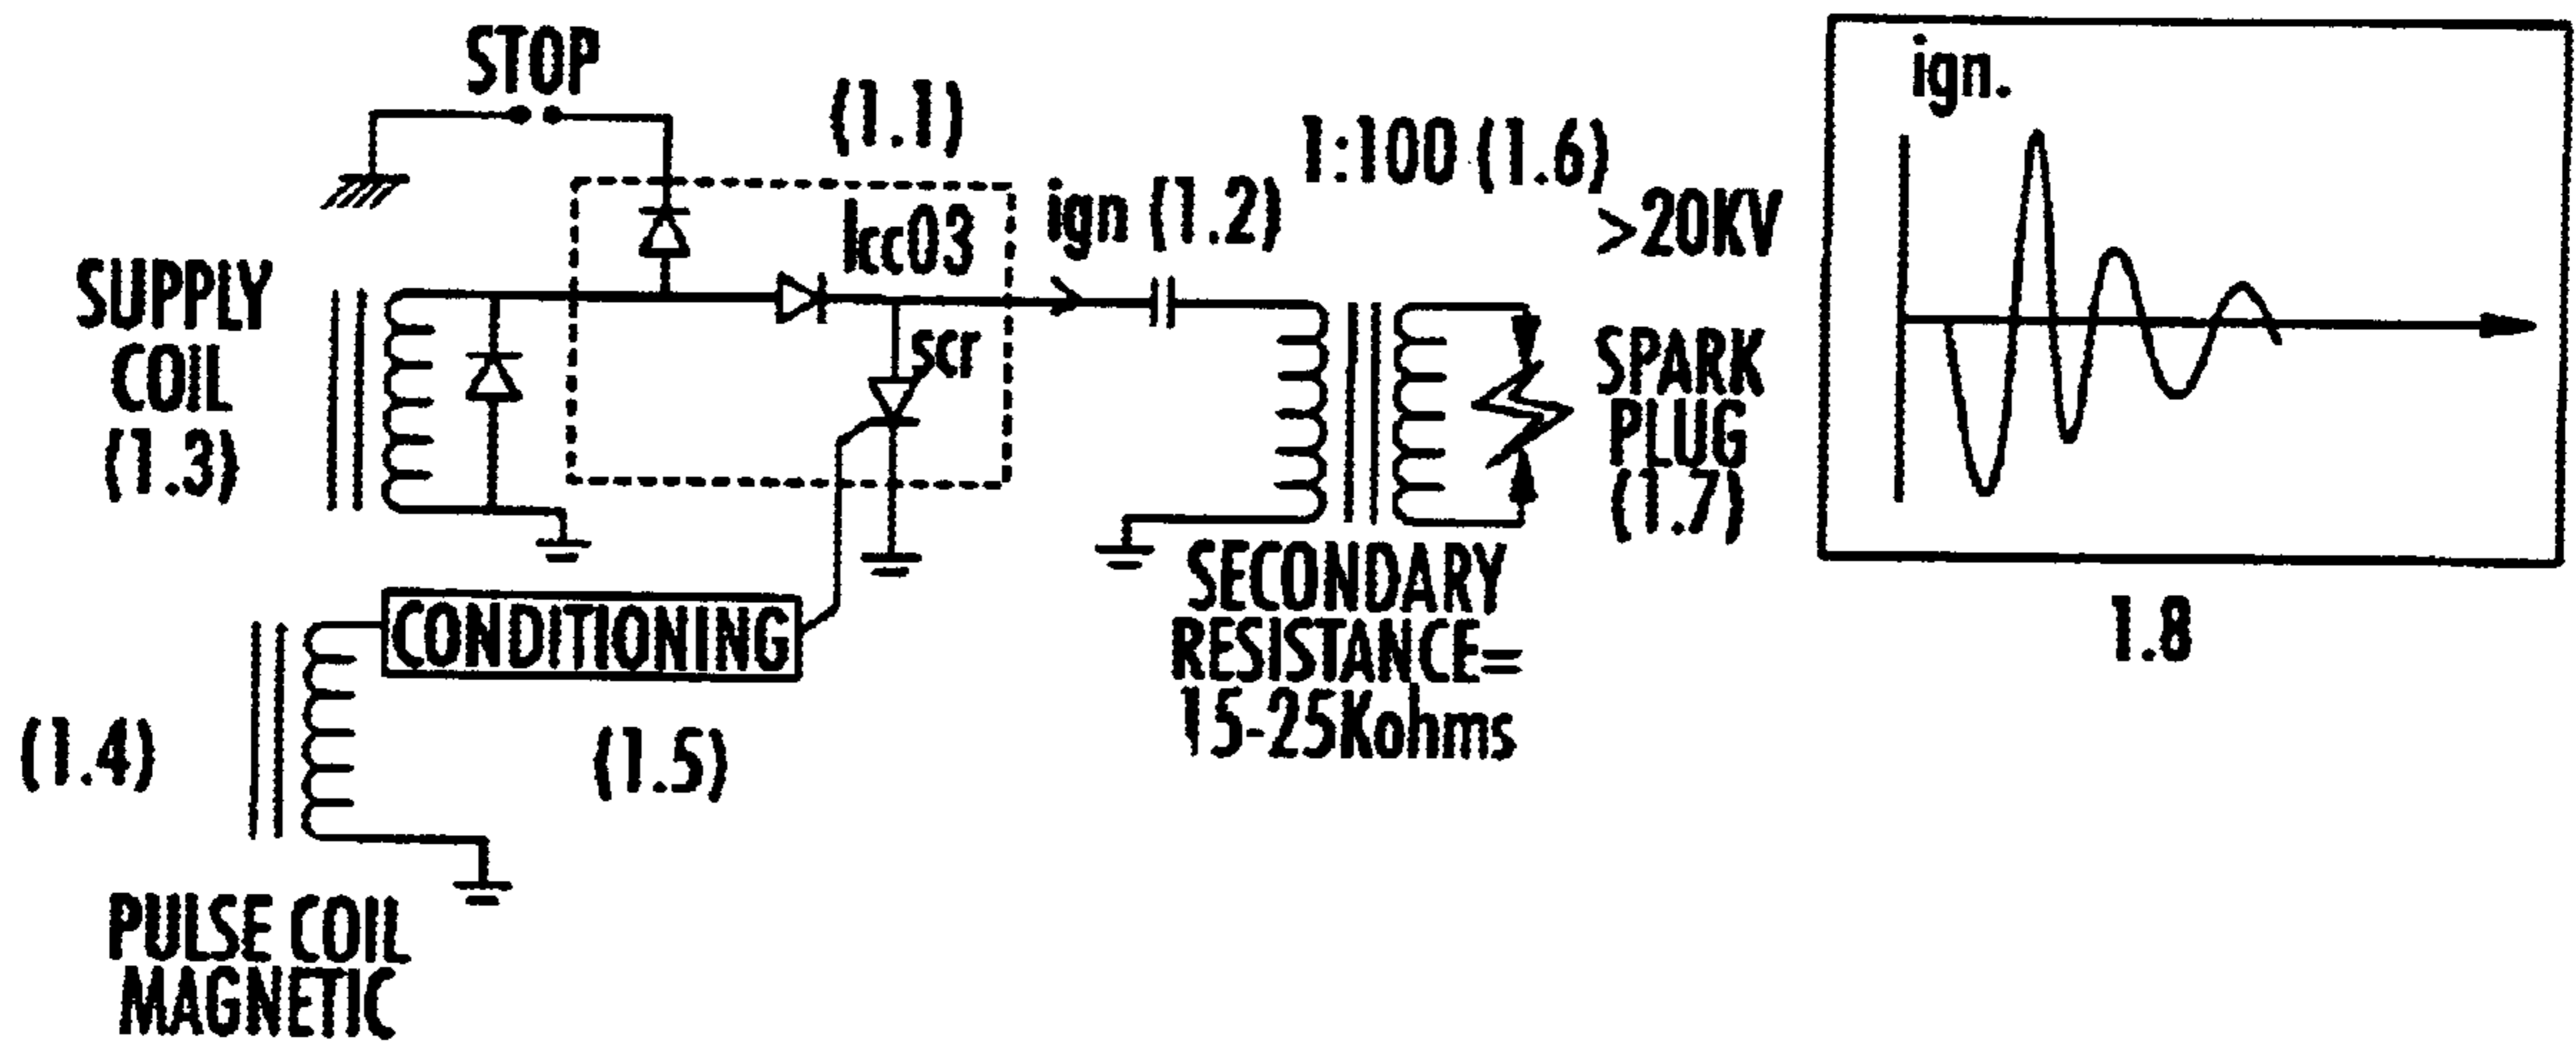 STOP
(1.1)
1:100 (1.6)
>20KV
ign (1.2)
Icc03
scr
SUPPLY
COIL
(1.3)
SPARK
PLUG
(1.7)
SECONDARY
RESISTANCE=
15-25Kohms
CONDITIONING
(1.4)
(1.5)
PULSE COIL
MAGNETIC
ign.
1.8